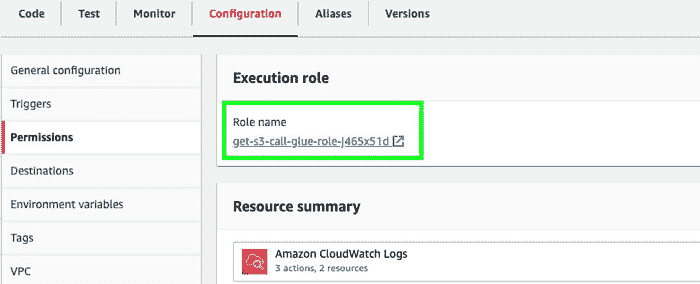 Code Test Monitor Configuration Aliases Versions
General configuration
Triggers
Permissions
Destinations
Environment variables
Tags
VPC
Execution role
Role name
get-s3-call-glue-role-j465x51d
Resource summary
Amazon CloudWatch Logs
3 actions, 2 resources